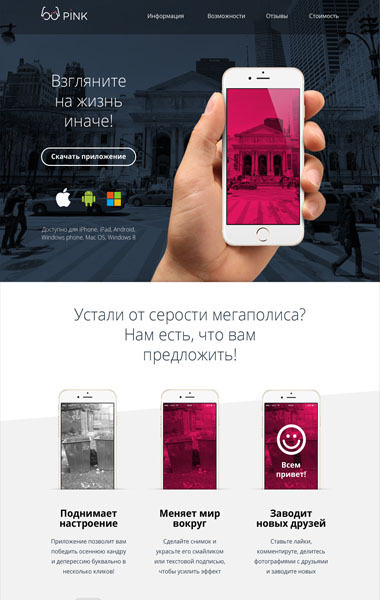 PINK Информация Возможности Отзывы Стоимость
Взгляните
на жизнь
иначе!
Скачать приложение
Доступно для iPhone, iPad, Android,
Windows phone, Mac OS, Windows 8
Устали от серости мегаполиса?
Нам есть, что вам
предложить!
Всем
привет!
Поднимает
настроение
Приложение позволит вам
победить осеннюю хандру
и депрессию буквально в
несколько кликов!
Меняет мир
вокруг
Сделайте снимок и
украсьте его смайликом
или текстовой подписью,
чтобы усилить эффект
Заводит
новых друзей
Ставьте лайки,
комментируте, делитесь
фотографиями с друзьями
и заводите новых